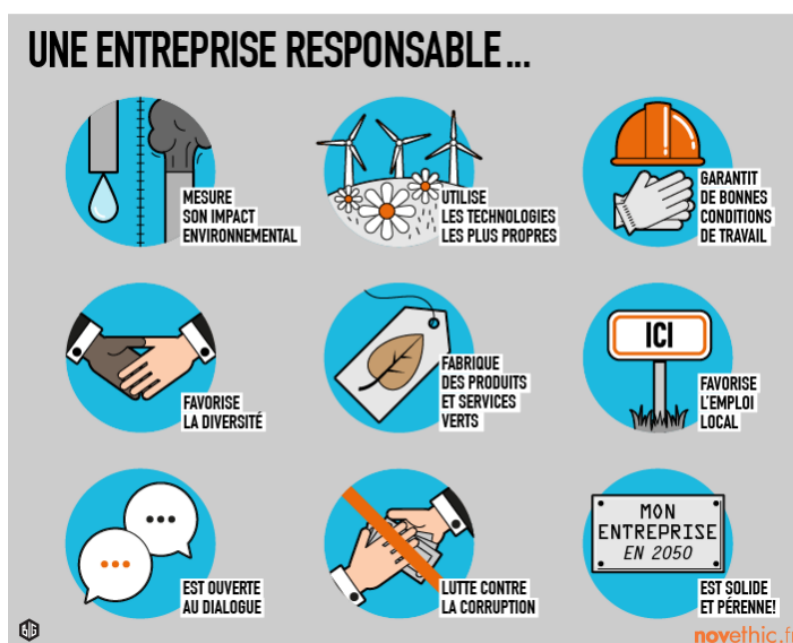 UNE ENTREPRISE RESPONSABLE...
MESURE
SON IMPACT
ENVIRONNEMENTAL
UTILISE
LES TECHNOLOGIES
LES PLUS PROPRES
GARANTIT
DE BONNES
CONDITIONS
DE TRAVAIL
FAVORISE
LA DIVERSITÉ
FABRIQUE
DES PRODUITS
ET SERVICES
VERTS
ICI
FAVORISE
L'EMPLOI
LOCAL
EST OUVERTE
AU DIALOGUE
LUTTE CONTRE
LA CORRUPTION
MON
ENTREPRISE
EN 2050
EST SOLIDE
ET PÉRENNE!
novethic.fr